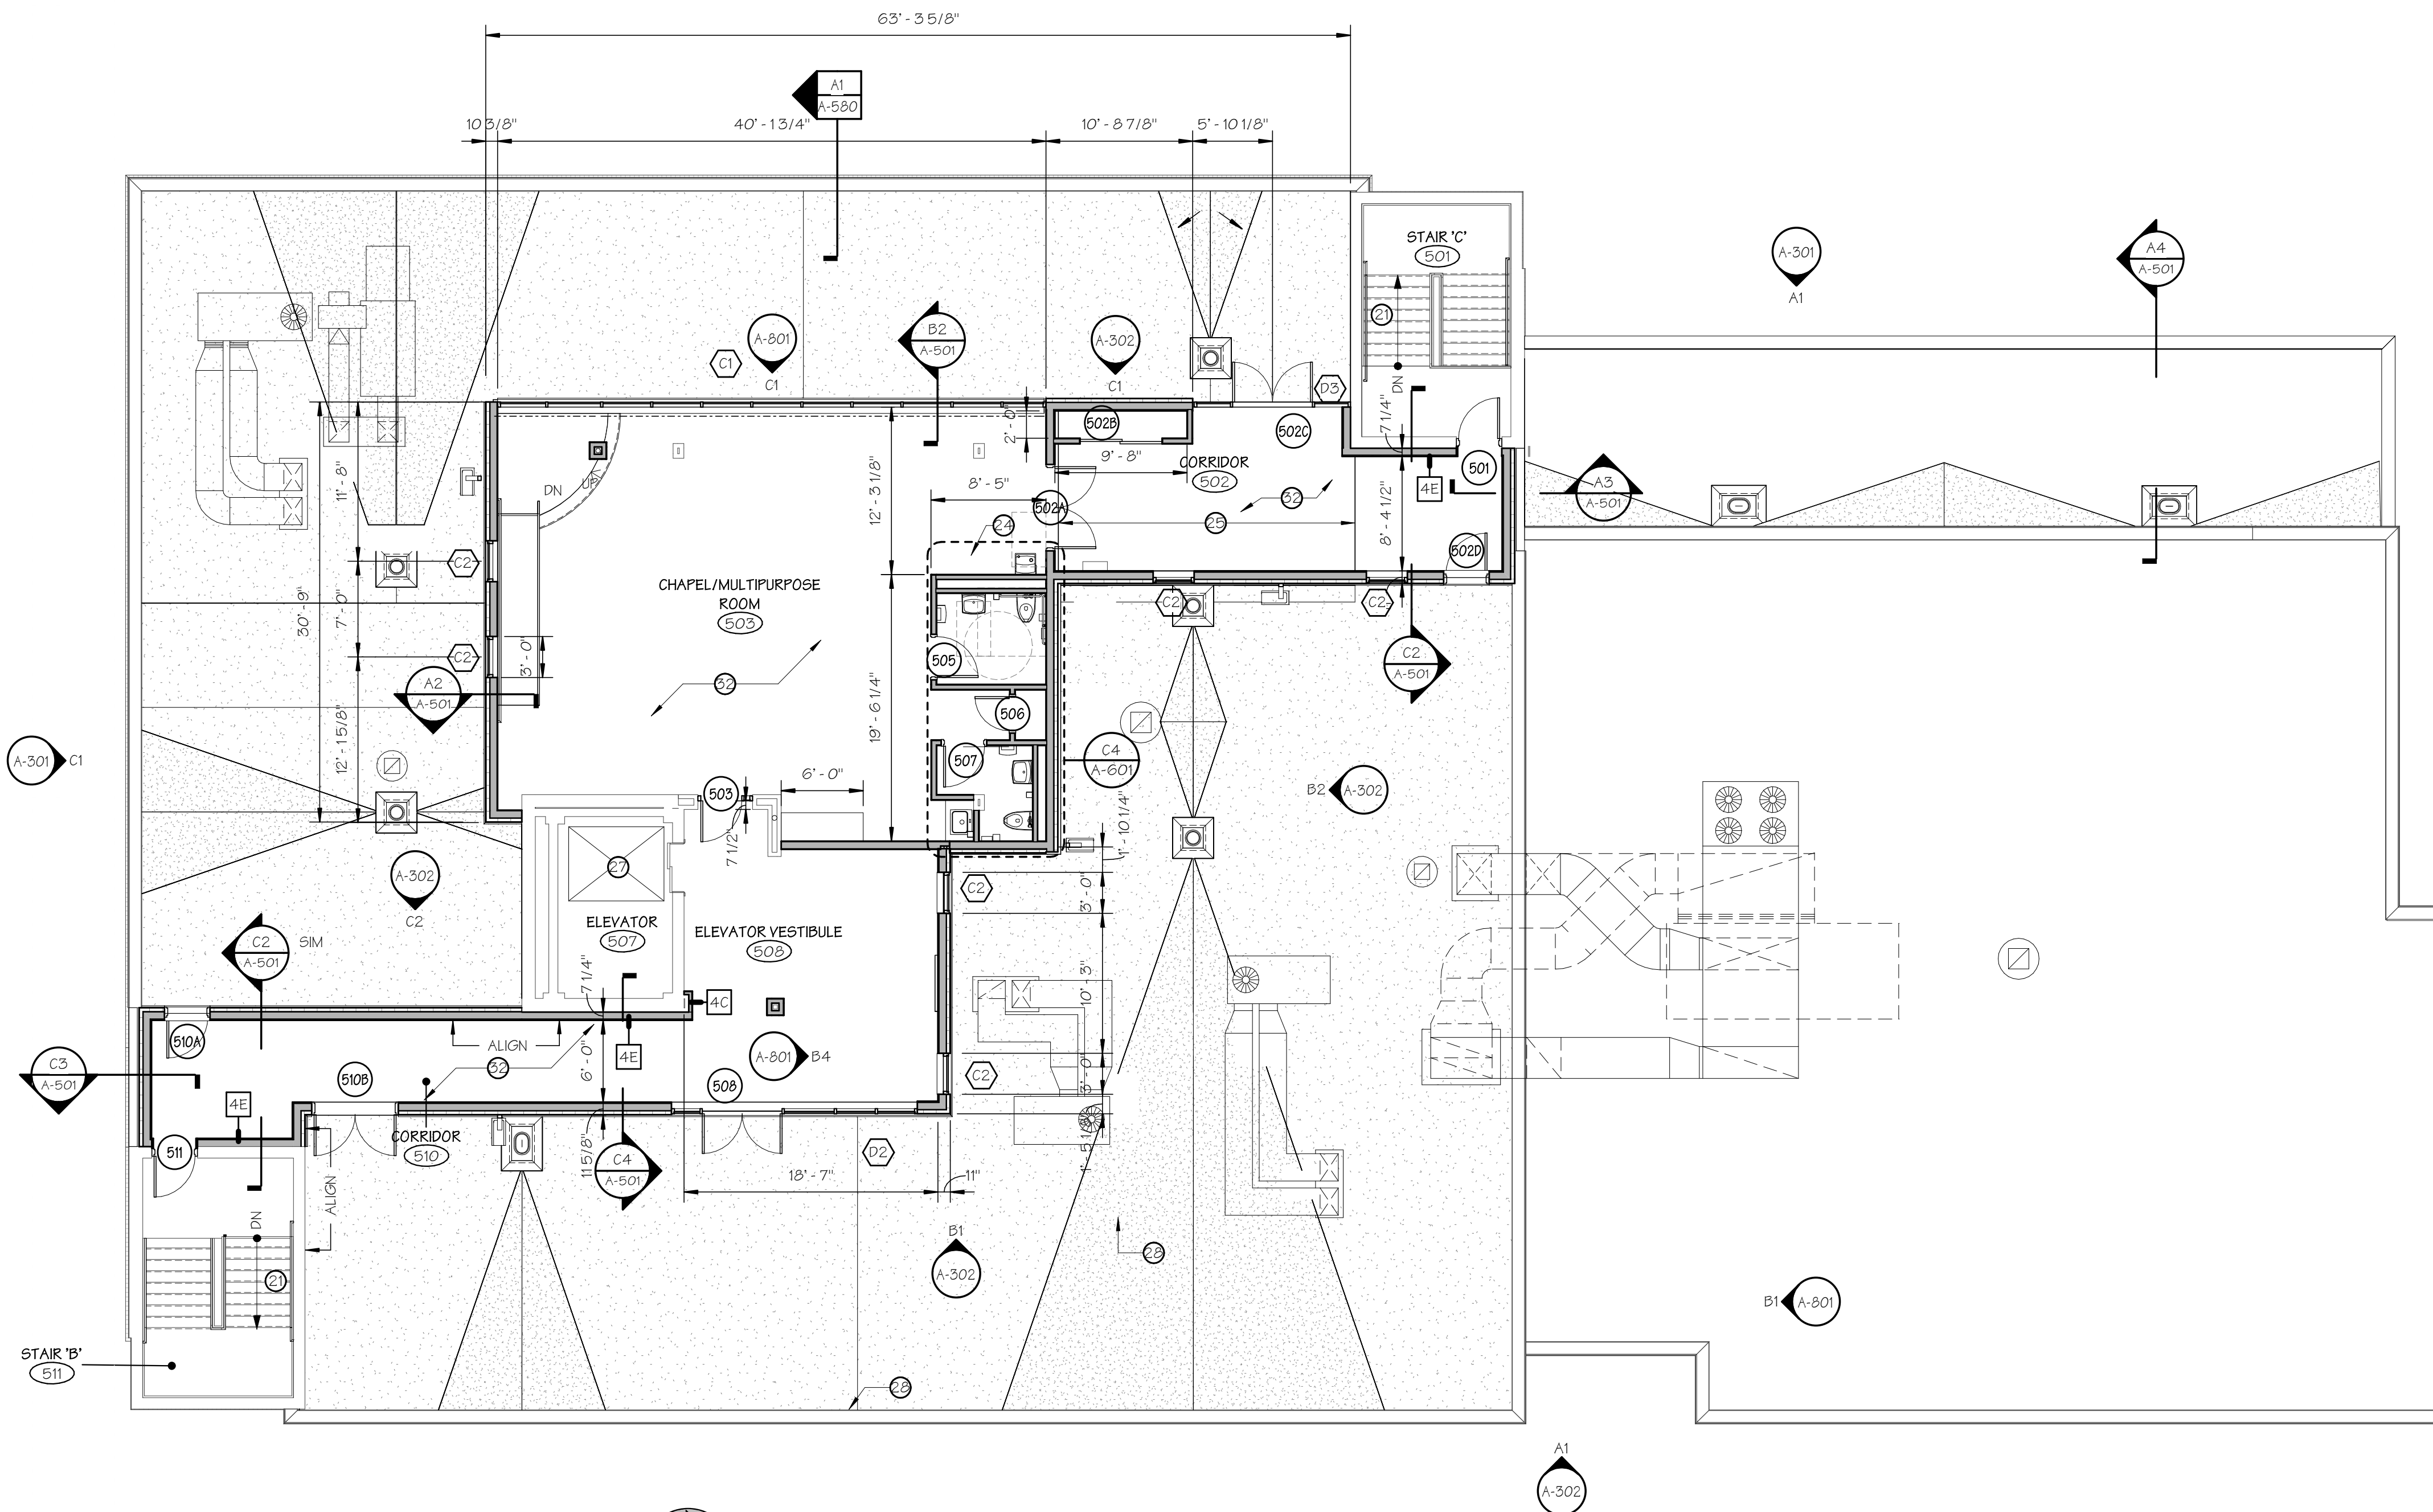 63' - 3 5/8"
A1
A-580
10 3/8"
40' - 1 3/4"
10' - 8 7/8"
5' - 10 1/8"
STAIR 'C'
501
A-301
A1
A4
A-501
21
DN
A-801
C1
C1
B2
A-501
A-302
C1
D3
7 1/4"
502B
2' - 0"
502C
CORRIDOR
502
9' - 8"
501
4E
A3
A-501
DN
UP
11' - 8"
12' - 3 1/8"
8' - 5"
502A
32
24
25
8' - 4 1/2"
502D
C2
CHAPEL/MULTIPURPOSE
ROOM
503
C2
C2
30' - 9"
7' - 0"
3' - 0"
C2
505
C2
A-501
A2
A-501
32
19' - 6 1/4"
506
12' - 1 5/8"
A-301
C1
507
C4
A-601
6' - 0"
503
7 1/2"
B2
A-302
1' - 10 1/4"
27
A-302
C2
C2
3' - 0"
ELEVATOR
507
ELEVATOR VESTIBULE
508
C2
A-501
SIM
7 1/4"
4C
10' - 3"
510A
ALIGN
32
4E
6' - 0"
A-801
B4
C2
3' - 0"
C3
A-501
510B
508
4E
511
CORRIDOR
510
11 5/8"
C4
A-501
D2
18' - 7"
11"
ALIGN
DN
B1
A-302
28
21
B1
A-801
STAIR 'B'
511
28
A1
A-302